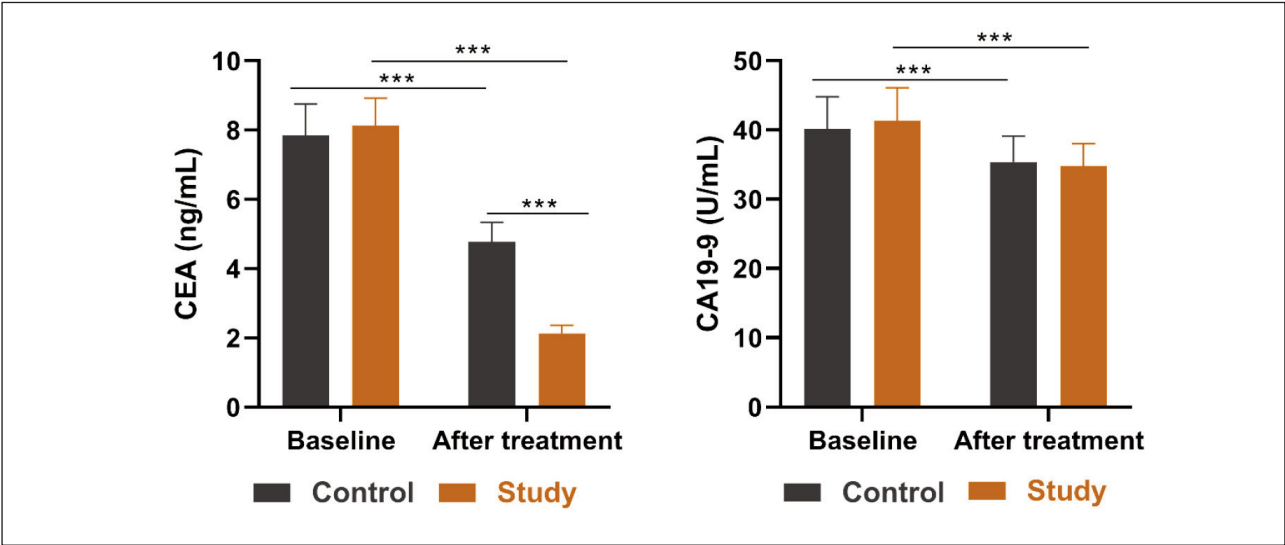 ***
***
***
CEA (ng/mL)
10
8
6
4
2
0
Baseline After treatment
Control Study
***
***
CA19-9 (U/mL)
50
40
30
20
10
0
Baseline After treatment
Control Study